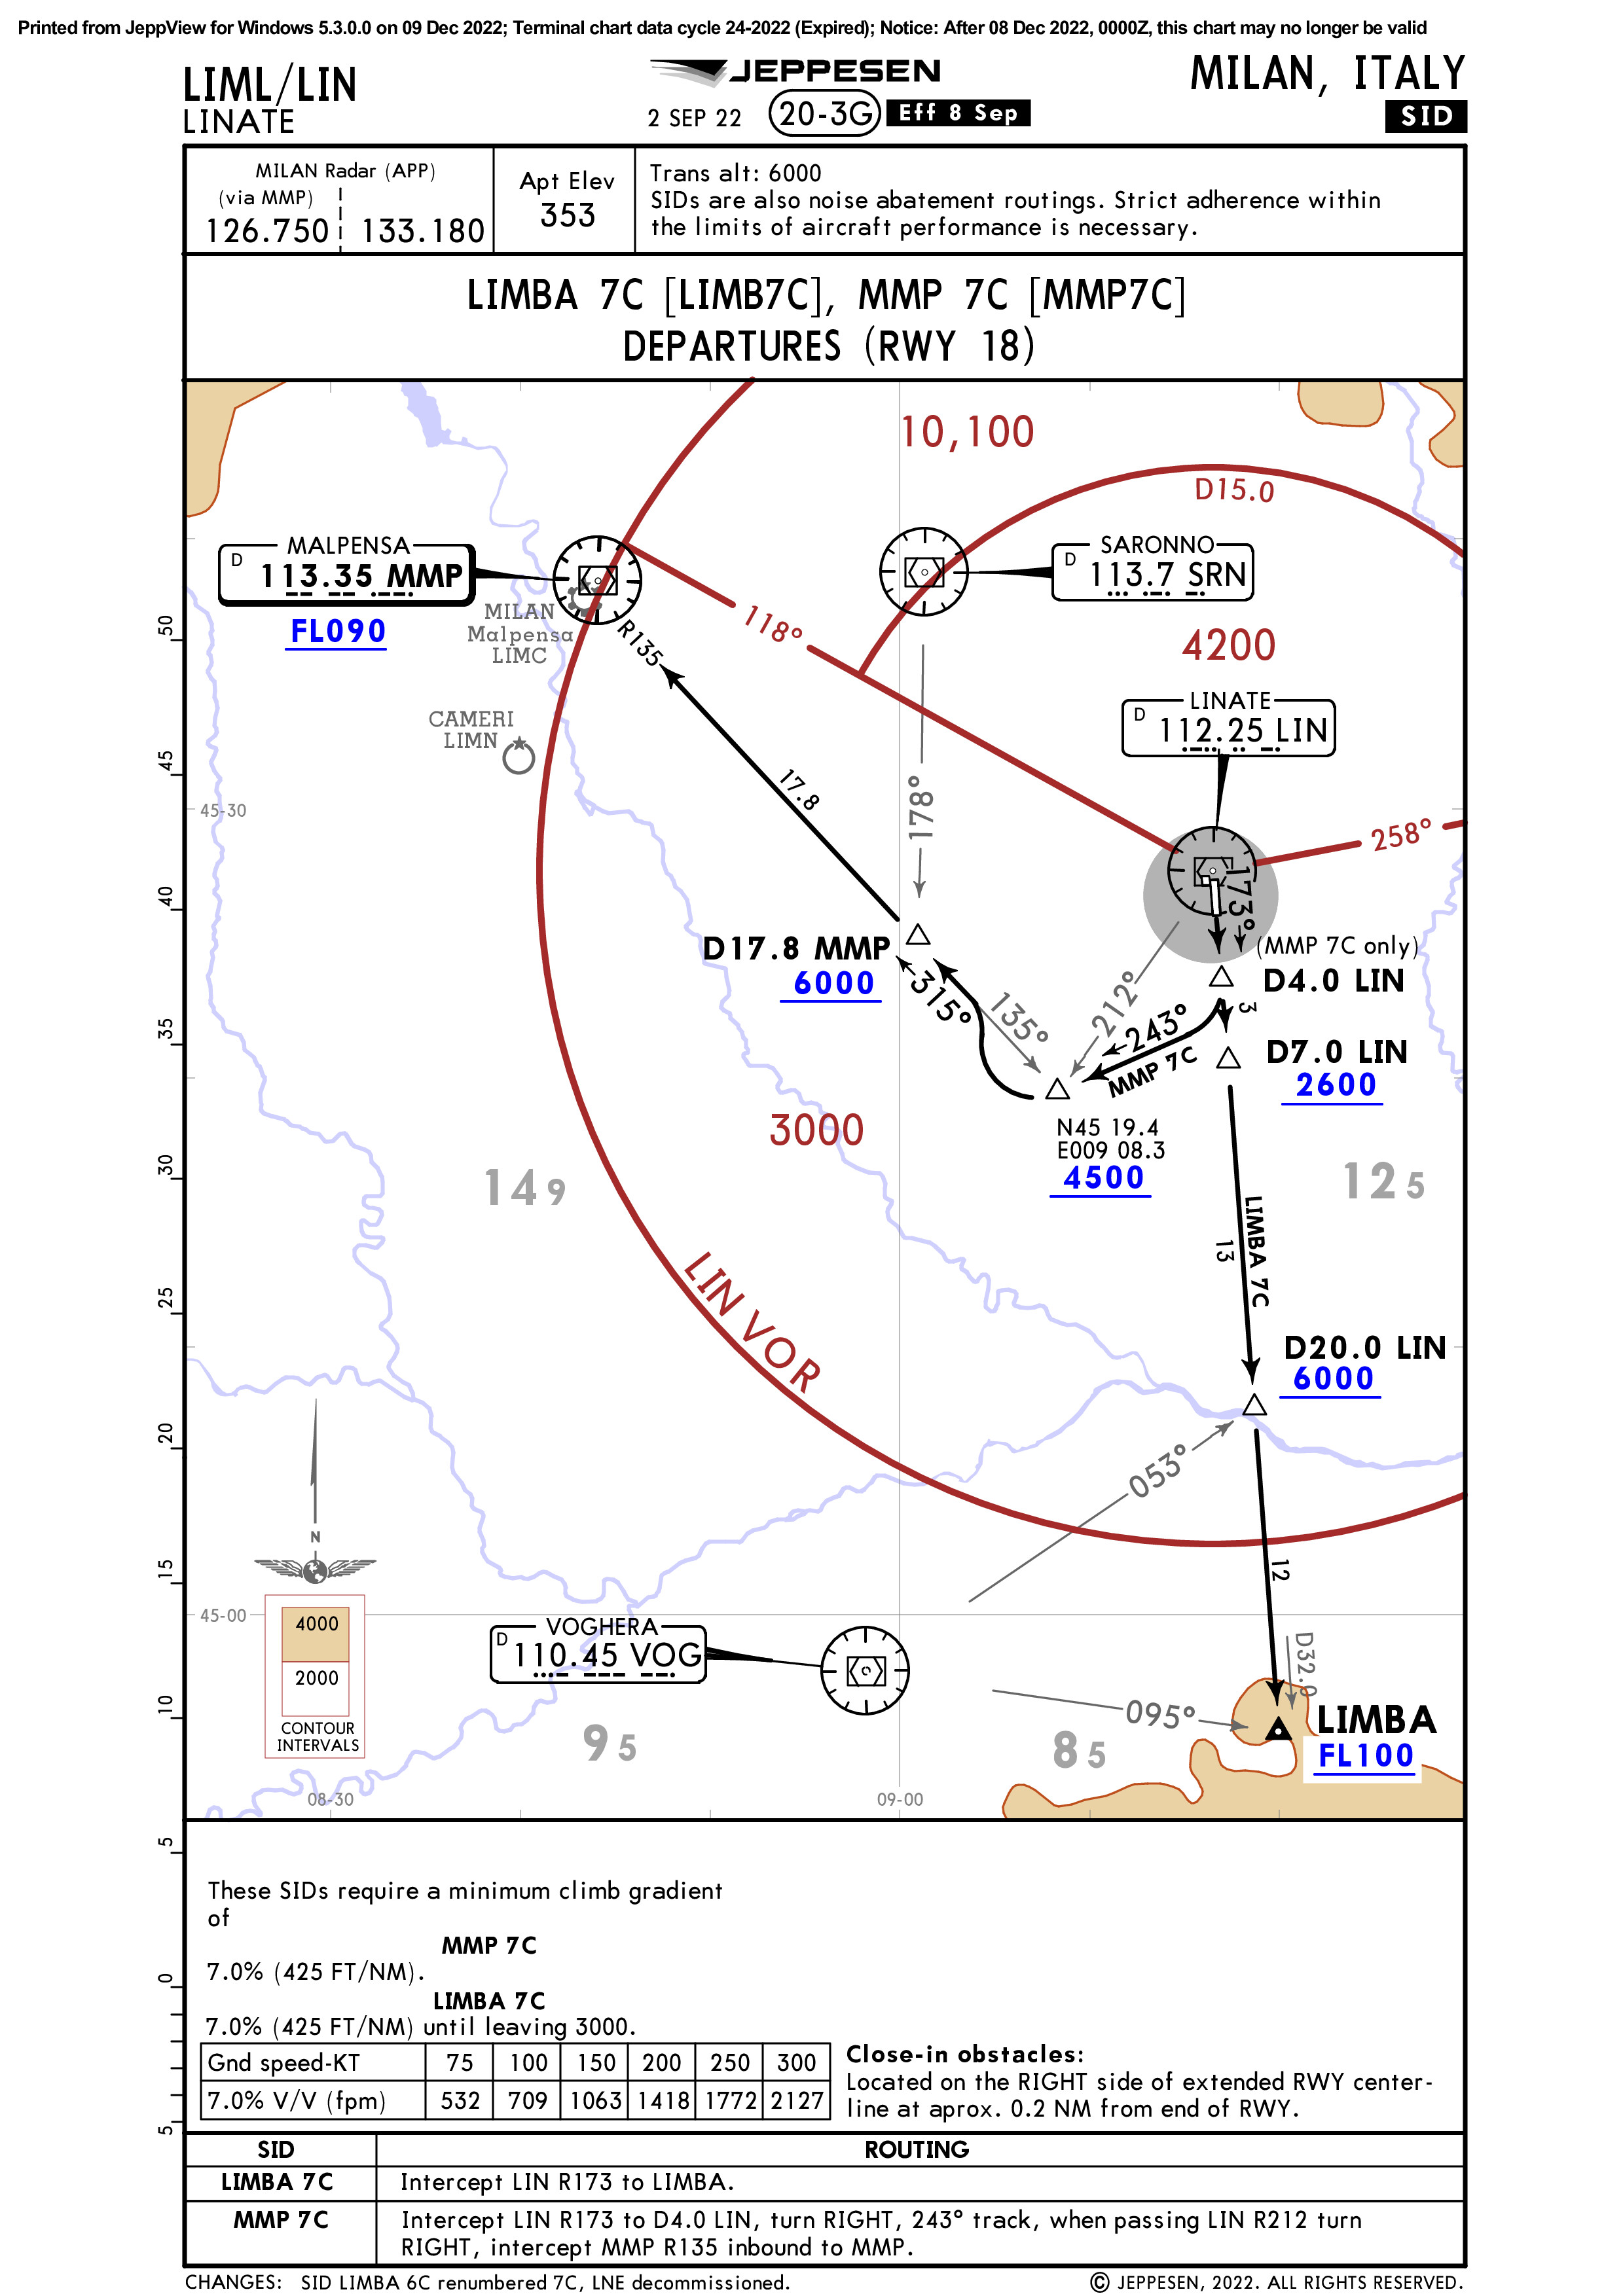 Printed from JeppView for Windows 5.3.0.0 on 09 Dec 2022; Terminal chart data cycle 24-2022 (Expired); Notice: After 08 Dec 2022, 0000Z, this chart may no longer be valid
LIML/LIN
LINATE
JEPPESEN
2 SEP 22 20-3G Eff 8 Sep
MILAN, ITALY
SID
MILAN Radar (APP)
(via MMP)
126.750 133.180
Apt Elev
353
Trans alt: 6000
SIDs are also noise abatement routings. Strict adherence within
the limits of aircraft performance is necessary.
LIMBA 7C [LIMB7C], MMP 7C [MMP7C]
DEPARTURES (RWY 18)
10,100
D15.0
MALPENSA
D 113.35 MMP
FL090
MILAN
Malpensa
LIMC
R135
118°
SARONNO
D 113.7 SRN
4200
CAMERI
LIMN
LINATE
D 112.25 LIN
17.8
178°
45-30
258°
173°
D17.8 MMP
6000
(MMP 7C only)
D4.0 LIN
315°
135°
212°
243°
MMP 7C
3
D7.0 LIN
2600
N45 19.4
E009 08.3
4500
3000
149
125
LIMBA 7C
13
LIN VOR
D20.0 LIN
6000
053°
12
N
45-00
4000
2000
CONTOUR
INTERVALS
VOGHERA
D 110.45 VOG
D32.0
095°
LIMBA
FL100
95
85
08-30
09-00
50
45
40
35
30
25
20
15
10
5
0
5
These SIDs require a minimum climb gradient
of
MMP 7C
7.0% (425 FT/NM).
LIMBA 7C
7.0% (425 FT/NM) until leaving 3000.
Gnd speed-KT 75 100 150 200 250 300
7.0% V/V (fpm) 532 709 1063 1418 1772 2127
Close-in obstacles:
Located on the RIGHT side of extended RWY center-
line at aprox. 0.2 NM from end of RWY.
SID ROUTING
LIMBA 7C Intercept LIN R173 to LIMBA.
MMP 7C Intercept LIN R173 to D4.0 LIN, turn RIGHT, 243° track, when passing LIN R212 turn
RIGHT, intercept MMP R135 inbound to MMP.
CHANGES: SID LIMBA 6C renumbered 7C, LNE decommissioned.
© JEPPESEN, 2022. ALL RIGHTS RESERVED.